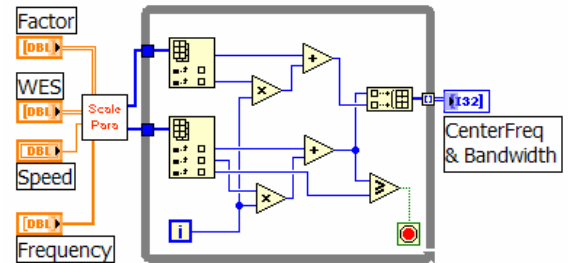 Factor
[DBL]
WES
[DBL]
Scale
Para
DBL
Speed
[DBL]
Frequency
i
x
+
x
+
≥
[I32]
CenterFreq
& Bandwidth